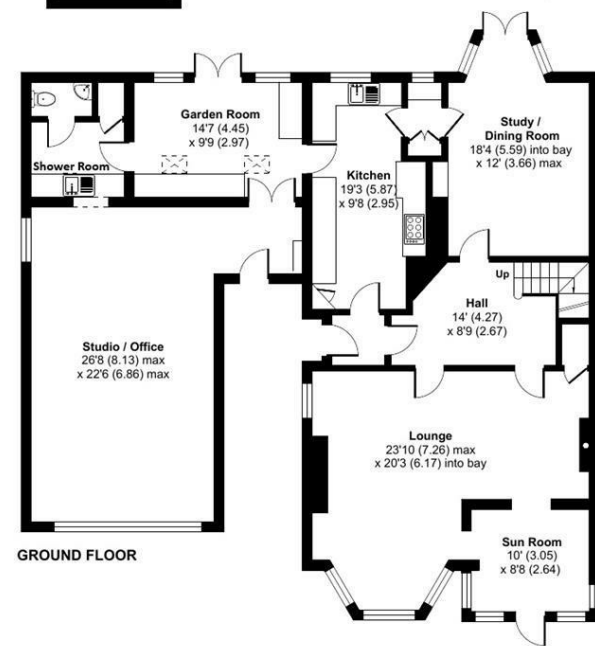 Garden Room
14'7 (4.45)
x 9'9 (2.97)
Study /
Dining Room
18'4 (5.59) into bay
x 12' (3.66) max
Shower Room
Kitchen
19'3 (5.87)
x 9'8 (2.95)
Up
Hall
14' (4.27)
x 8'9 (2.67)
Studio / Office
26'8 (8.13) max
x 22'6 (6.86) max
Lounge
23'10 (7.26) max
x 20'3 (6.17) into bay
Sun Room
10' (3.05)
x 8'8 (2.64)
GROUND FLOOR